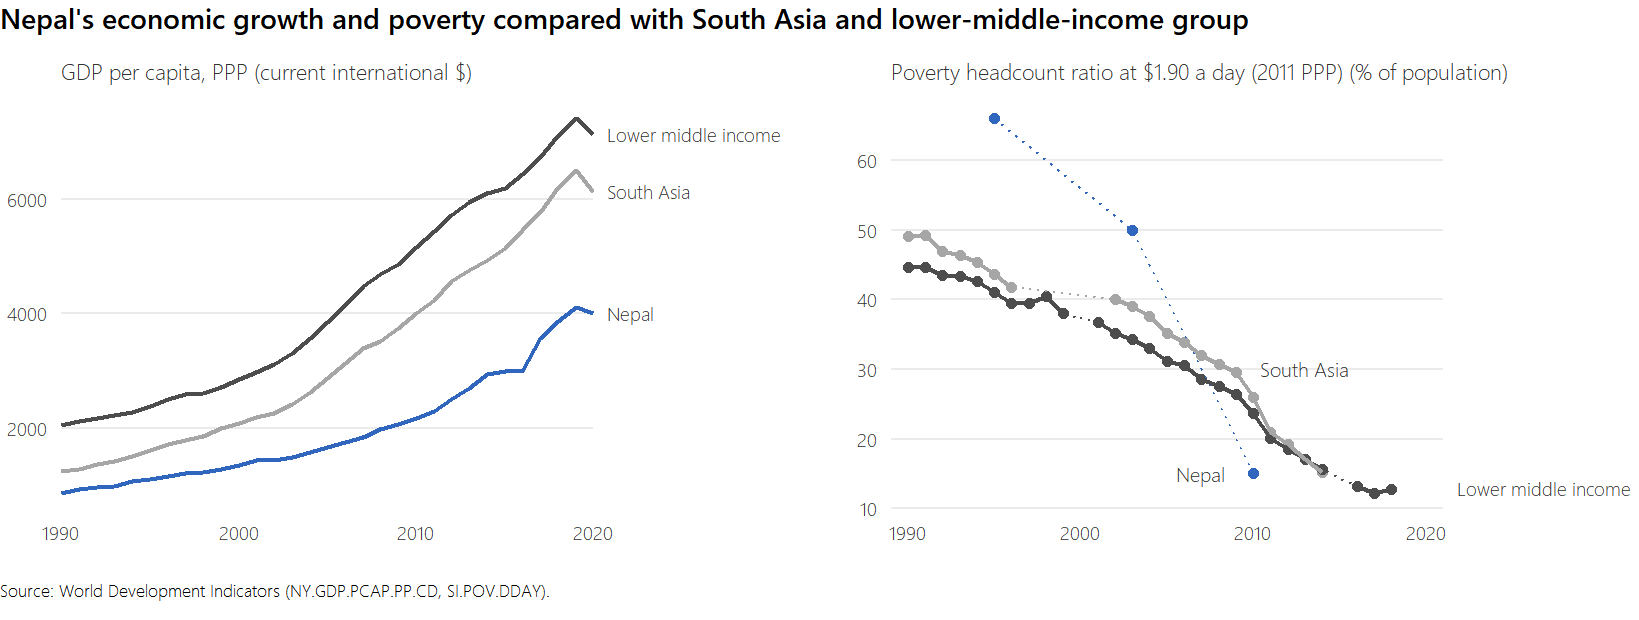 Nepal's economic growth and poverty compared with South Asia and lower-middle-income group
GDP per capita, PPP (current international $)
Lower middle income
South Asia
6000
4000
Nepal
2000
1990 2000 2010 2020
Poverty headcount ratio at $1.90 a day (2011 PPP) (% of population)
60
50
40
30
South Asia
20
Nepal
Lower middle income
10
1990 2000 2010 2020
Source: World Development Indicators (NY.GDP.PCAP.PP.CD, SI.POV.DDAY).